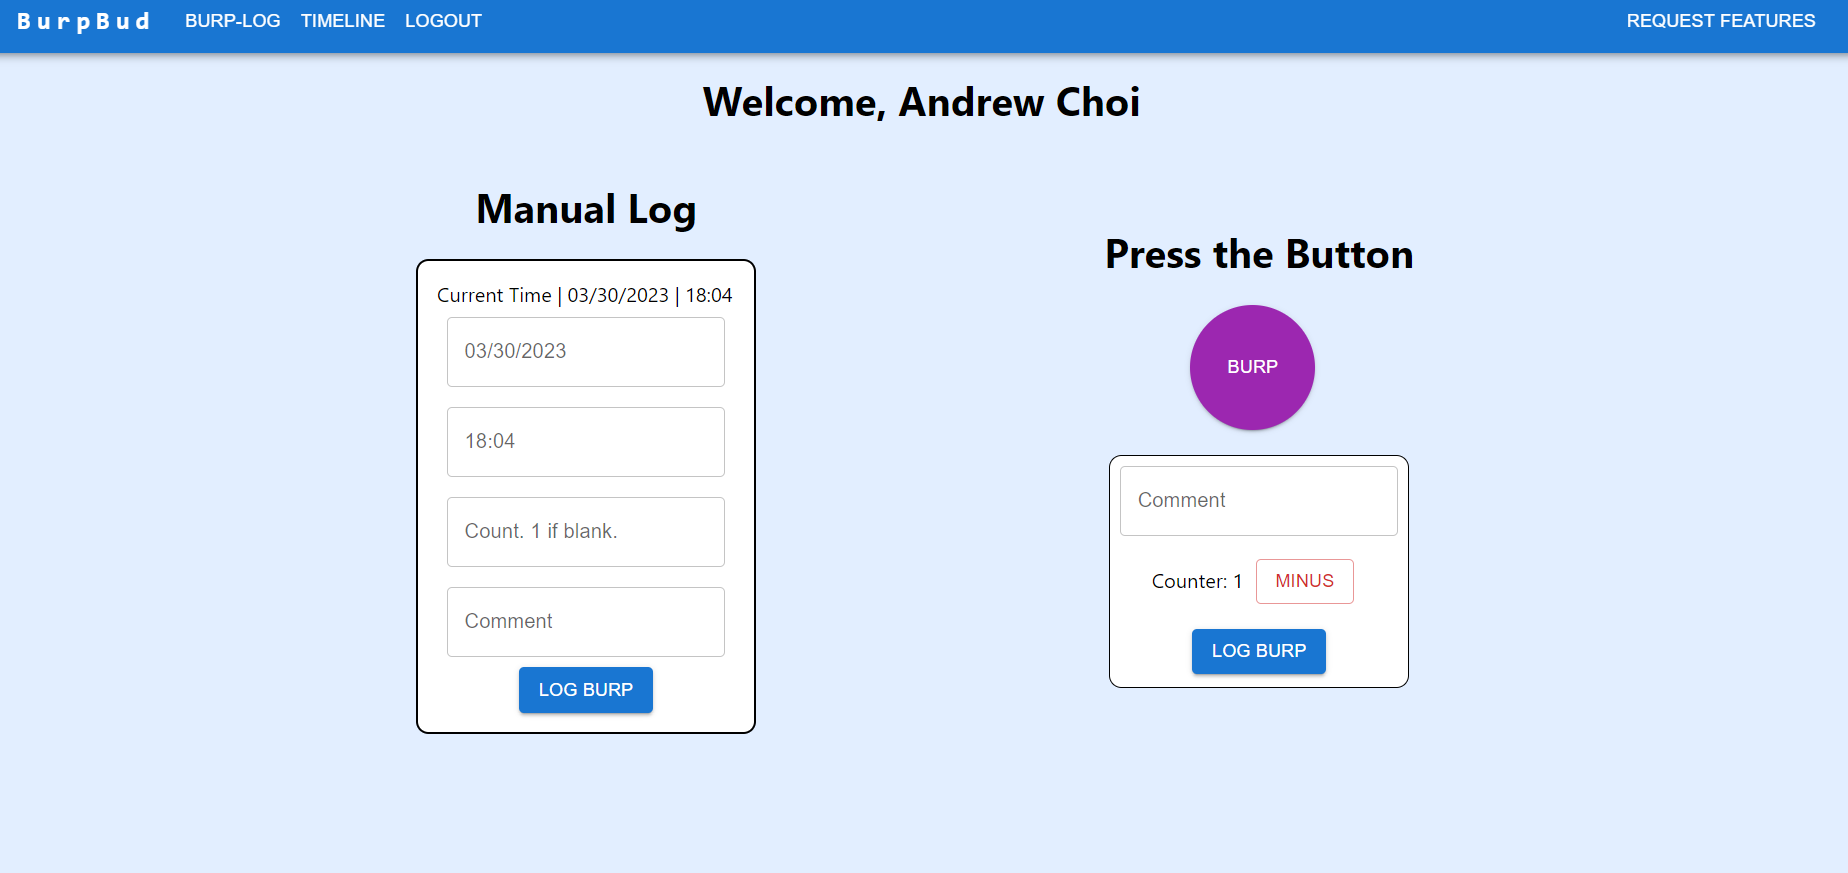 BurpBud BURP-LOG TIMELINE LOGOUT REQUEST FEATURES
Welcome, Andrew Choi
Manual Log
Current Time | 03/30/2023 | 18:04
03/30/2023
18:04
Count. 1 if blank.
Comment
LOG BURP
Press the Button
BURP
Comment
Counter: 1 MINUS
LOG BURP